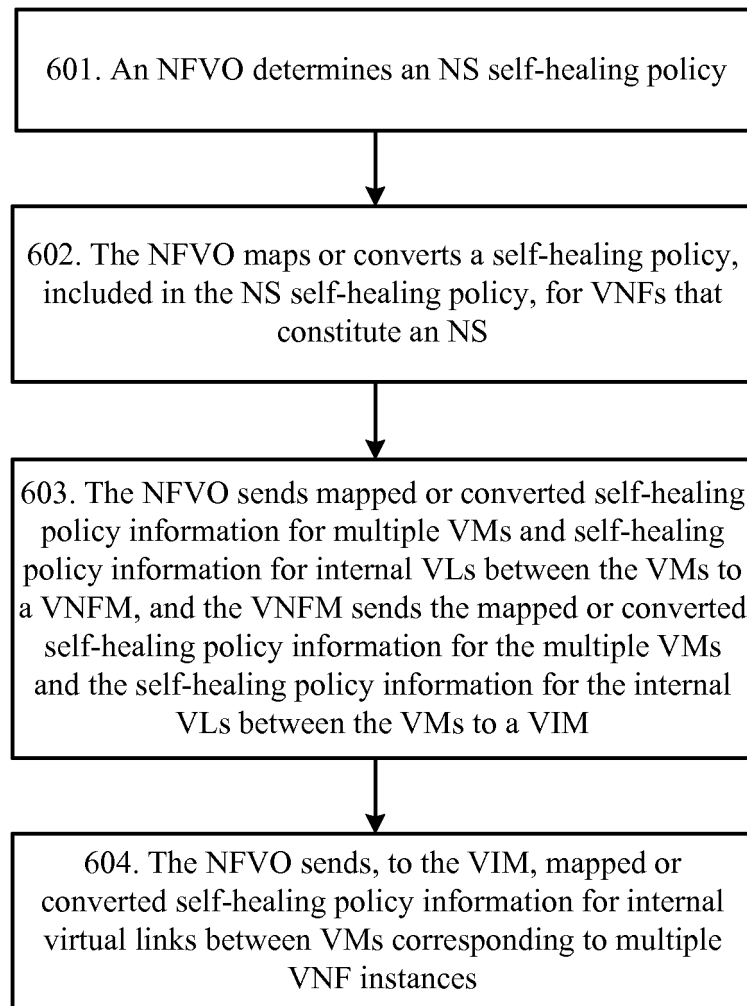 601. An NFVO determines an NS self-healing policy
602. The NFVO maps or converts a self-healing policy,
included in the NS self-healing policy, for VNFs that
constitute an NS
603. The NFVO sends mapped or converted self-healing
policy information for multiple VMs and self-healing
policy information for internal VLs between the VMs to
a VNFM, and the VNFM sends the mapped or converted
self-healing policy information for the multiple VMs
and the self-healing policy information for the internal
VLs between the VMs to a VIM
604. The NFVO sends, to the VIM, mapped or
converted self-healing policy information for internal
virtual links between VMs corresponding to multiple
VNF instances